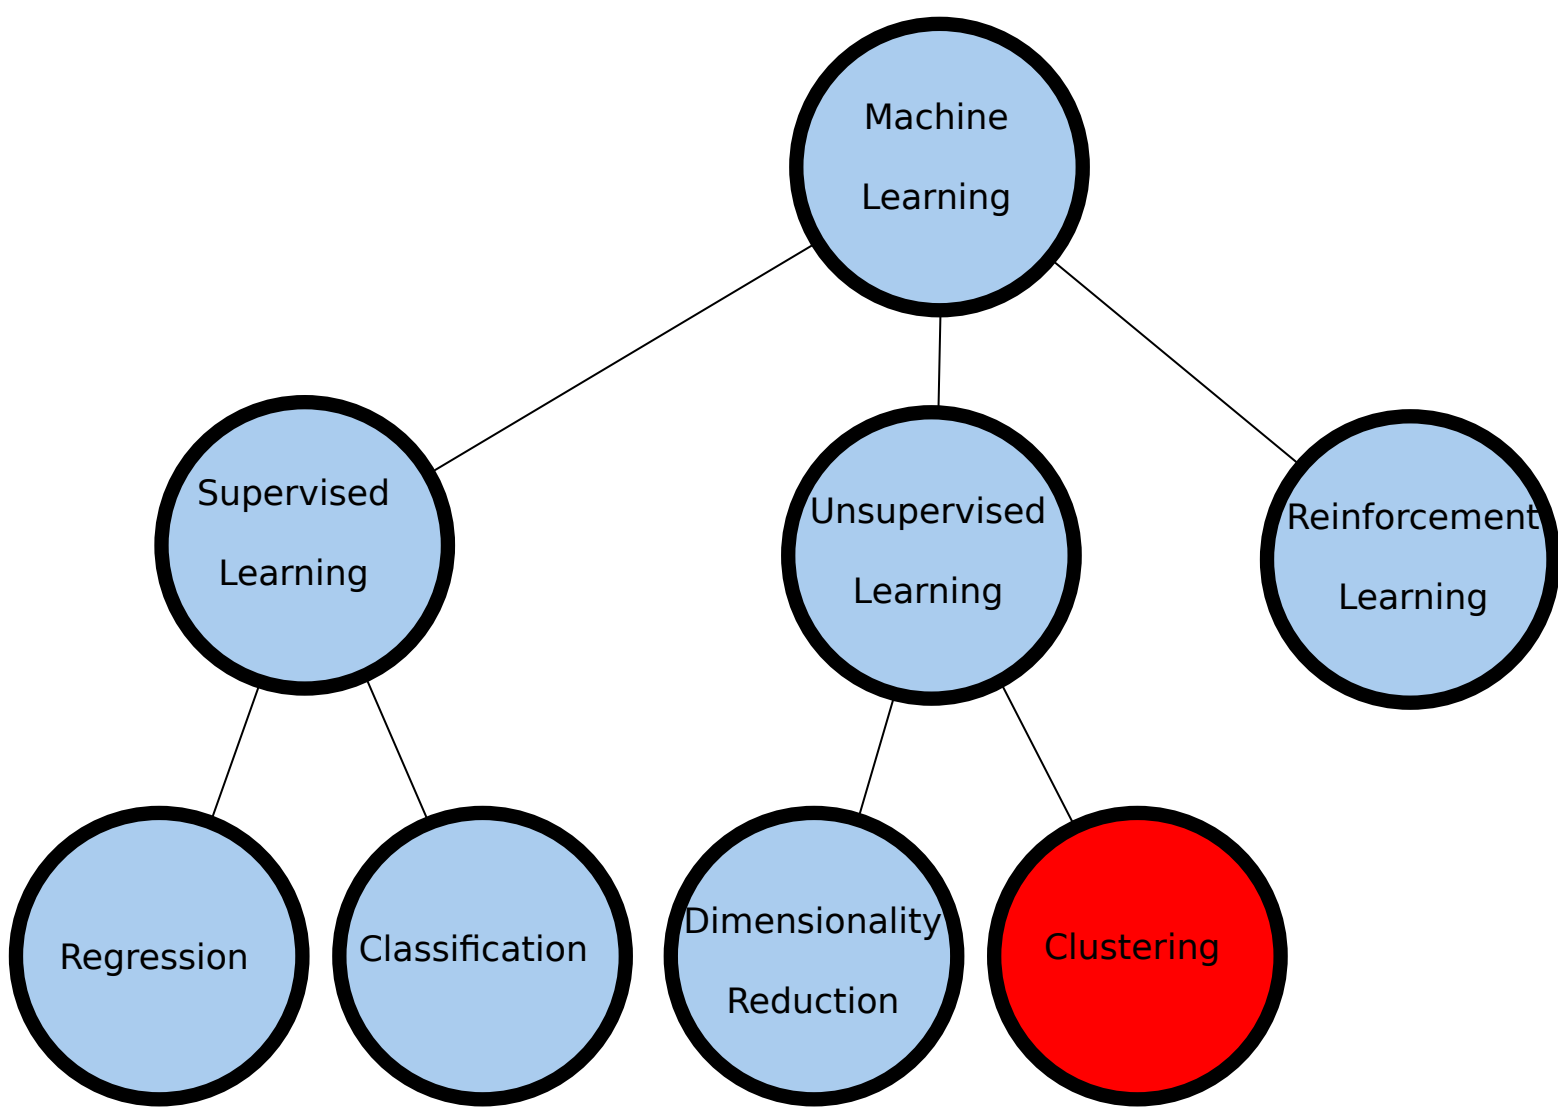 Machine
Learning
Supervised
Learning
Unsupervised
Learning
Reinforcement
Learning
Regression
Classification
Dimensionality
Reduction
Clustering